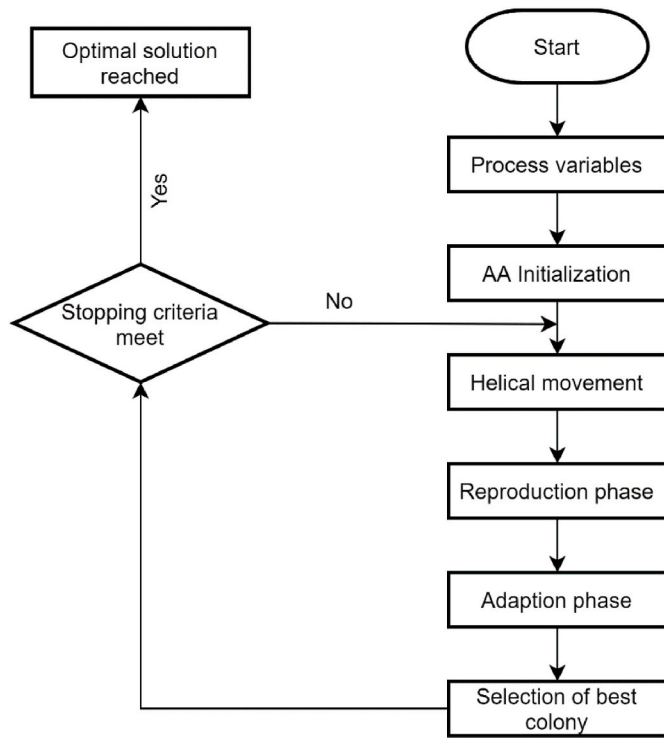 Start
Process variables
AA Initialization
Helical movement
Reproduction phase
Adaption phase
Selection of best
colony
Stopping criteria
meet
No
Yes
Optimal solution
reached